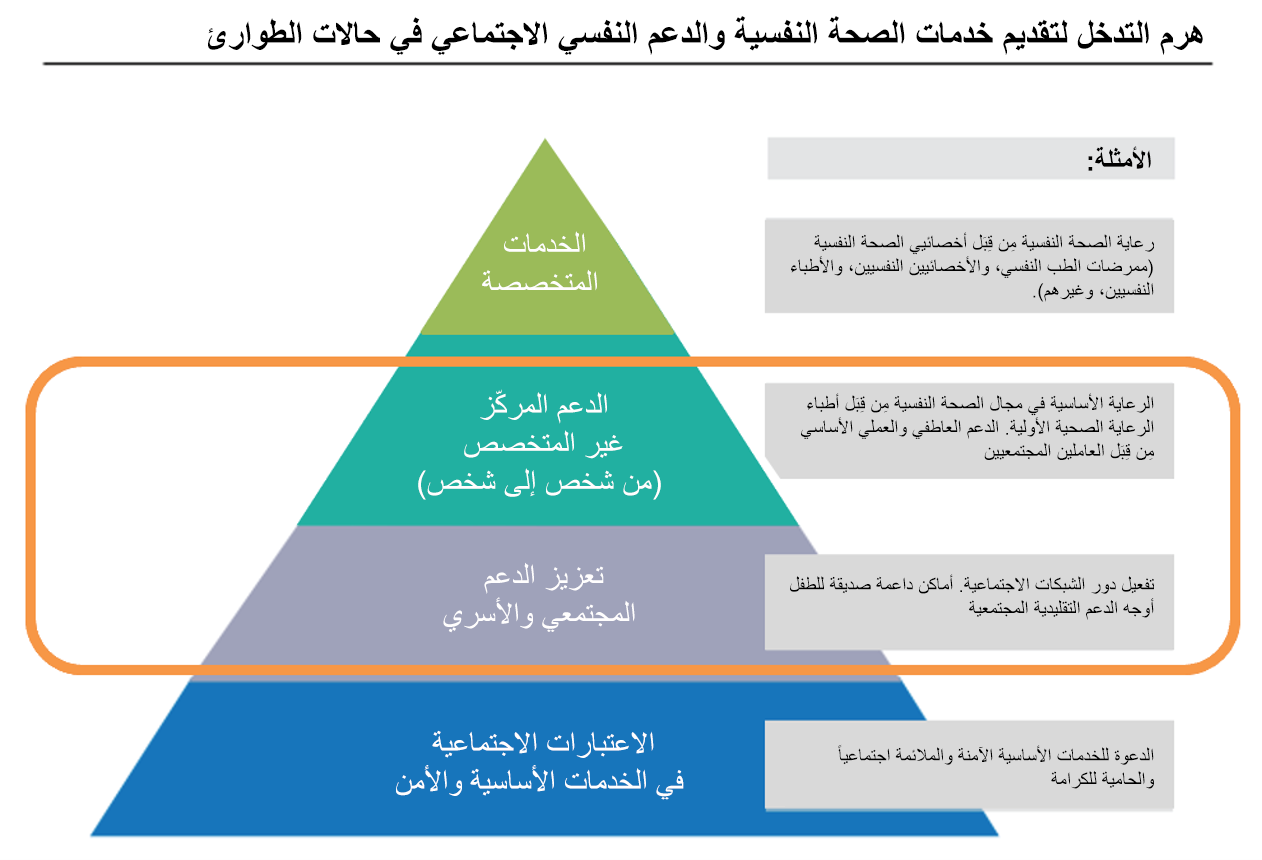 هرم التدخل لتقديم خدمات الصحة النفسية والدعم النفسي الاجتماعي في حالات الطوارئ
الأمثلة:
الخدمات
المتخصصة
رعاية الصحة النفسية مِن قِبَل أخصائيي الصحة النفسية
(ممرضات الطب النفسي، والأخصائيين النفسيين، والأطباء
النفسيين، وغيرهم).
الدعم المركّز
غير المتخصص
(من شخص إلى شخص)
الرعاية الأساسية في مجال الصحة النفسية مِن قِبَل أطباء
الرعاية الصحية الأولية. الدعم العاطفي والعملي الأساسي
مِن قِبَل العاملين المجتمعيين
تعزيز الدعم
المجتمعي والأسري
تفعيل دور الشبكات الاجتماعية. أماكن داعمة صديقة للطفل
أوجه الدعم التقليدية المجتمعية
الاعتبارات الاجتماعية
في الخدمات الأساسية والأمن
الدعوة للخدمات الأساسية الآمنة والملائمة اجتماعياً
والحامية للكرامة